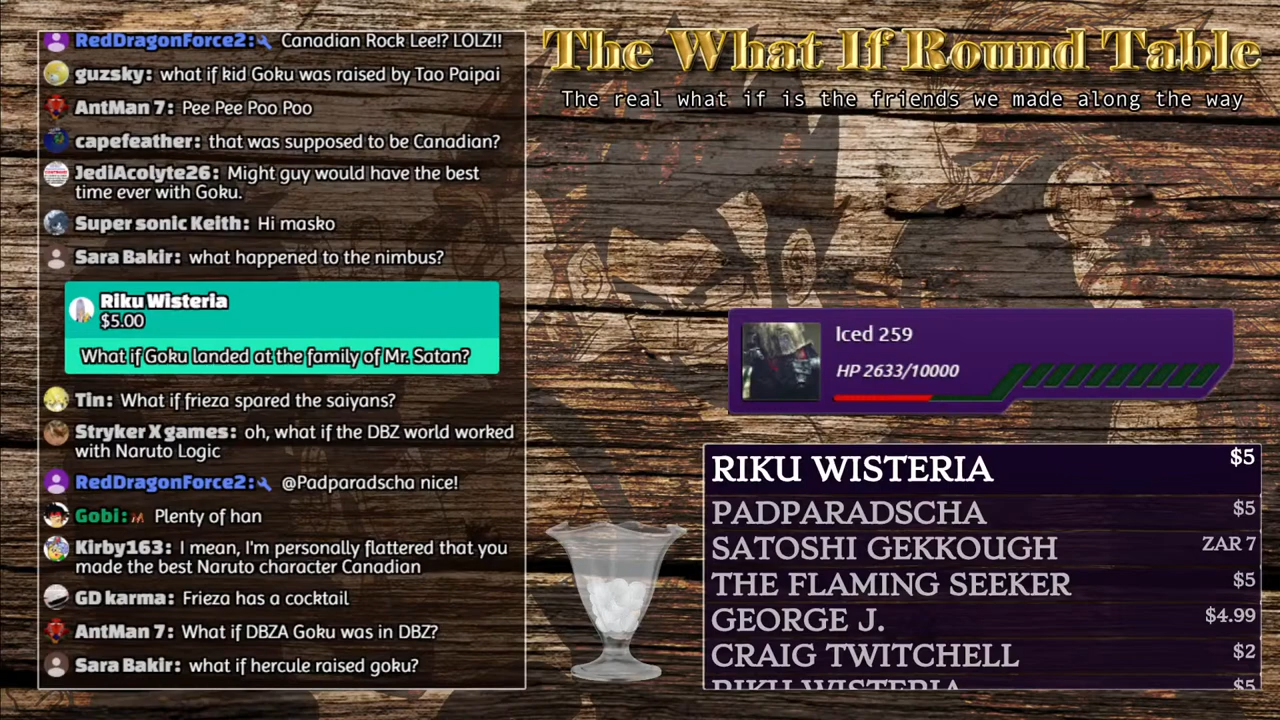 RedDragonForce2: Canadian Rock Lee!? LOLZ!!
guzsky: what if kid Goku was raised by Tao Paipai
AntMan 7: Pee Pee Poo Poo
capefeather: that was supposed to be Canadian?
JediAcolyte26: Might guy would have the best
time ever with Goku.
Super sonic Keith: Hi masko
Sara Bakir: what happened to the nimbus?
Riku Wisteria
$5.00
What if Goku landed at the family of Mr. Satan?
Tin: What if frieza spared the saiyans?
Stryker X games: oh, what if the DBZ world worked
with Naruto Logic
RedDragonForce2: @Padparadscha nice!
Gobi: Plenty of han
Kirby163: I mean, I'm personally flattered that you
made the best Naruto character Canadian
GD karma: Frieza has a cocktail
AntMan 7: What if DBZA Goku was in DBZ?
Sara Bakir: what if hercule raised goku?
The What If Round Table
The real what if is the friends we made along the way
Iced 259
HP 2633/10000
RIKU WISTERIA $5
PADPARADSCHA $5
SATOSHI GEKKOUGH ZAR 7
THE FLAMING SEEKER $5
GEORGE J. $4.99
CRAIG TWITCHELL $2
RIKU WISTERIA $5